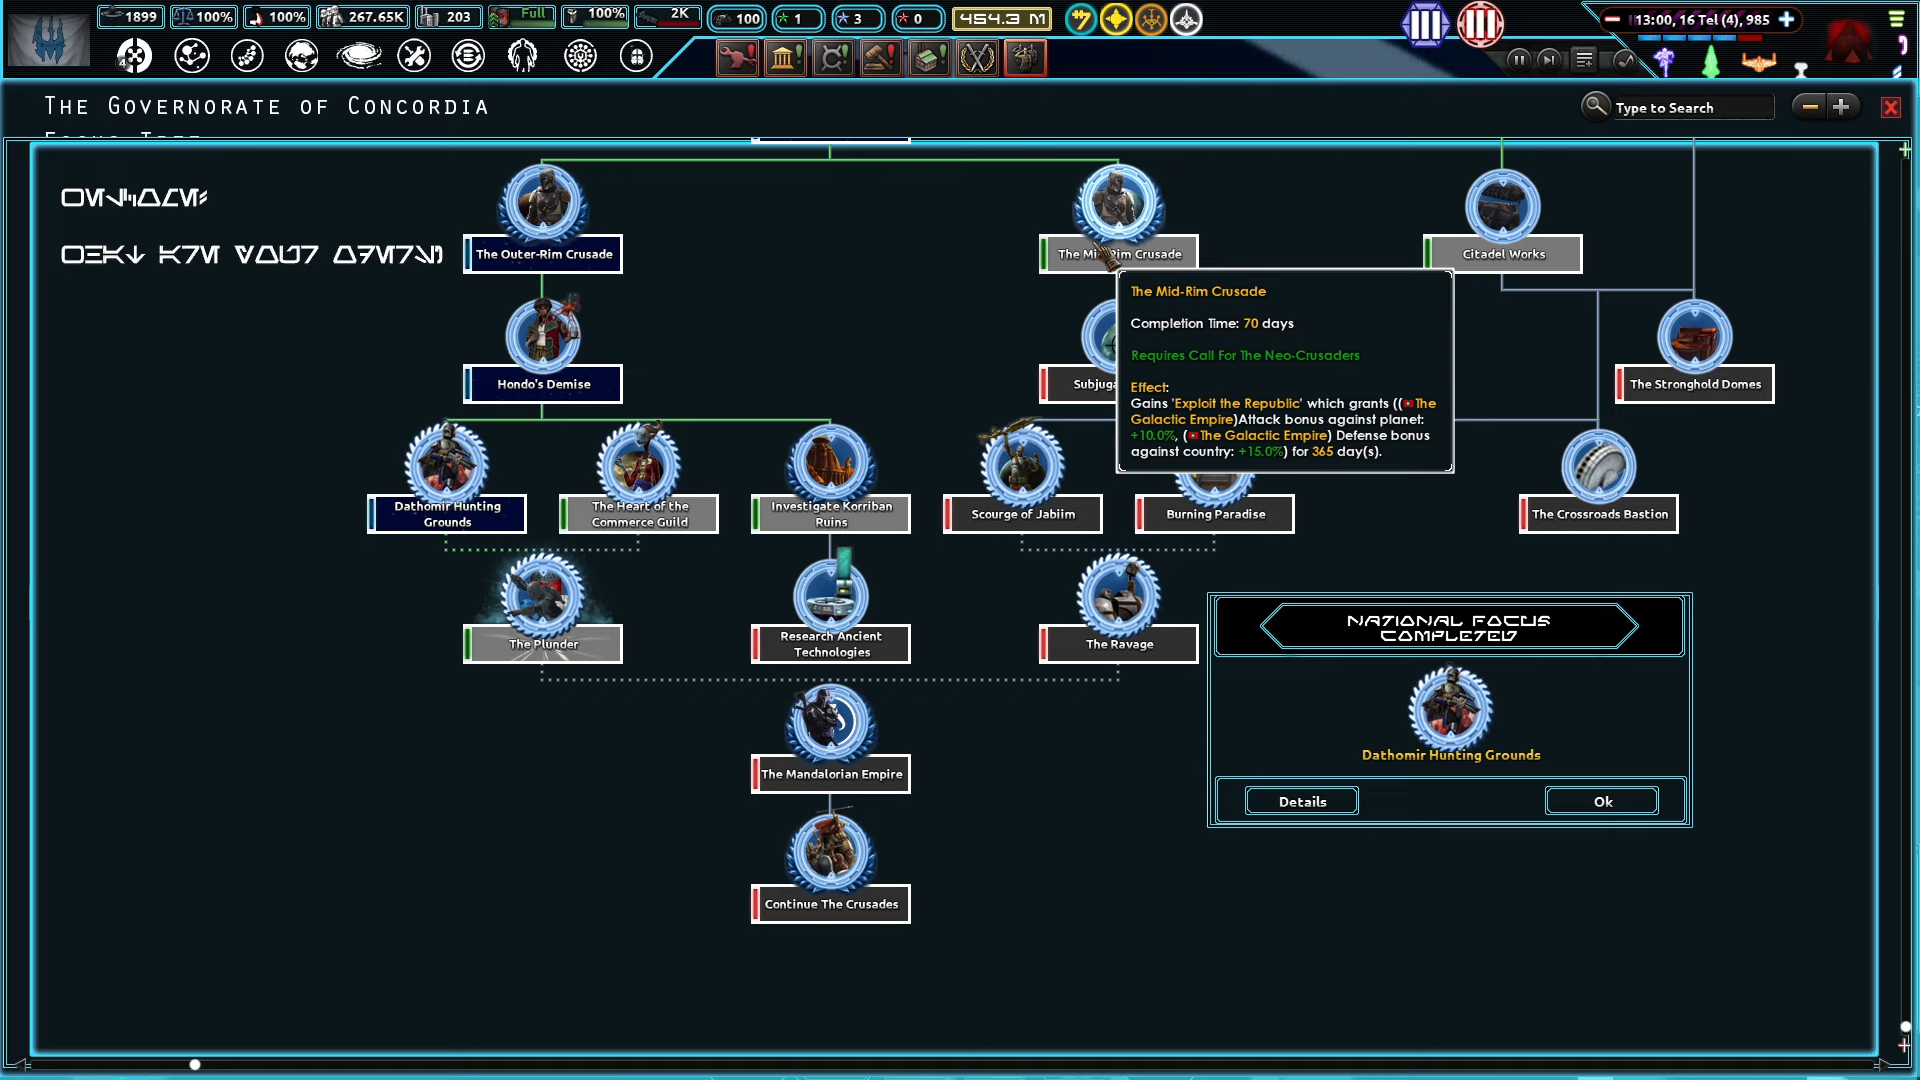 1899
100%
100%
267.65K
203
Full
100%
2K
100
1
3
0
454.3 M
13:00, 16 Tel (4), 985
4
The Governorate of Concordia
Type to Search
The Outer-Rim Crusade
The Mid-Rim Crusade
Citadel Works
The Mid-Rim Crusade
Completion Time: 70 days
Requires Call For The Neo-Crusaders
Effect:
Gains 'Exploit the Republic' which grants ((The
Galactic Empire)Attack bonus against planet:
+10.0%, (The Galactic Empire) Defense bonus
against country: +15.0%) for 365 day(s).
Hondo's Demise
The Stronghold Domes
Dathomir Hunting
Grounds
The Heart of the
Commerce Guild
Investigate Korriban
Ruins
Scourge of Jabiim
Burning Paradise
The Crossroads Bastion
The Plunder
Research Ancient
Technologies
The Ravage
NATIONAL FOCUS
COMPLETED
Dathomir Hunting Grounds
Details
Ok
The Mandalorian Empire
Continue The Crusades